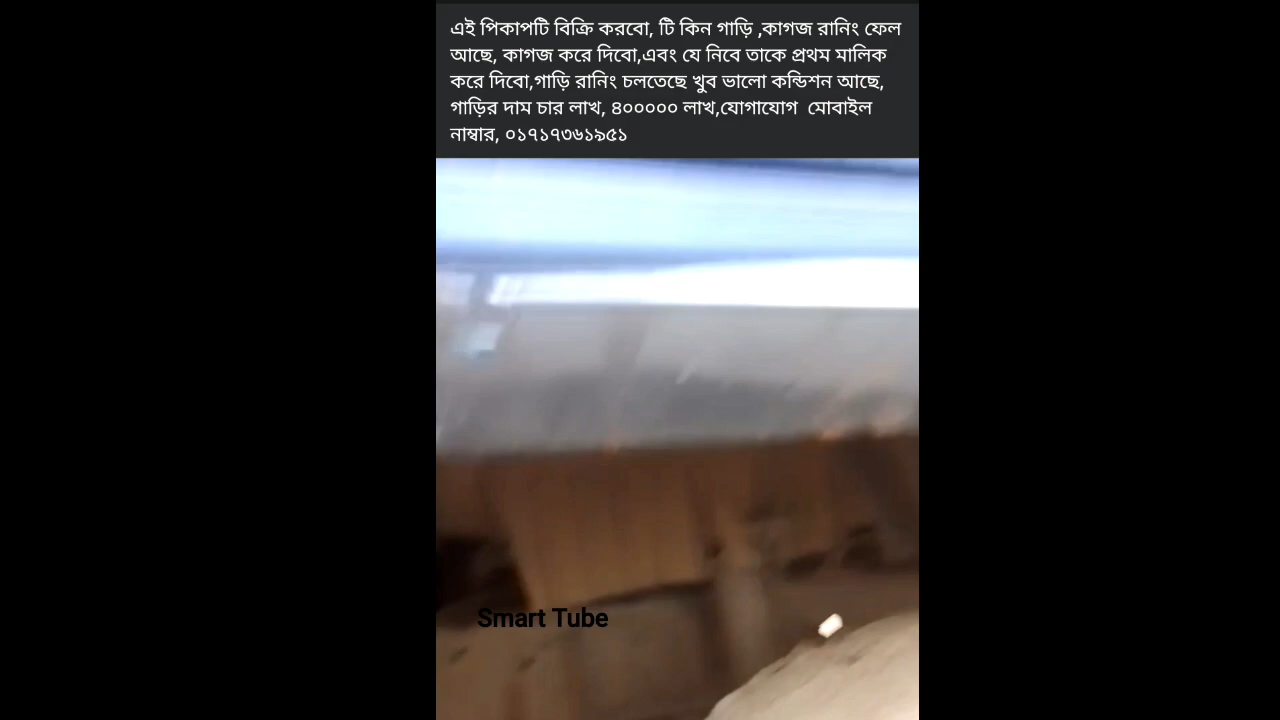 এই পিকাপটি বিক্রি করবো, টি কিন গাড়ি ,কাগজ রানিং ফেল
আছে, কাগজ করে দিবো,এবং যে নিবে তাকে প্রথম মালিক
করে দিবো,গাড়ি রানিং চলতেছে খুব ভালো কন্ডিশন আছে,
গাড়ির দাম চার লাখ, ৪০০০০০ লাখ,যোগাযোগ  মোবাইল
নাম্বার, ০১৭১৭৩৬১৯৫১
Smart Tube